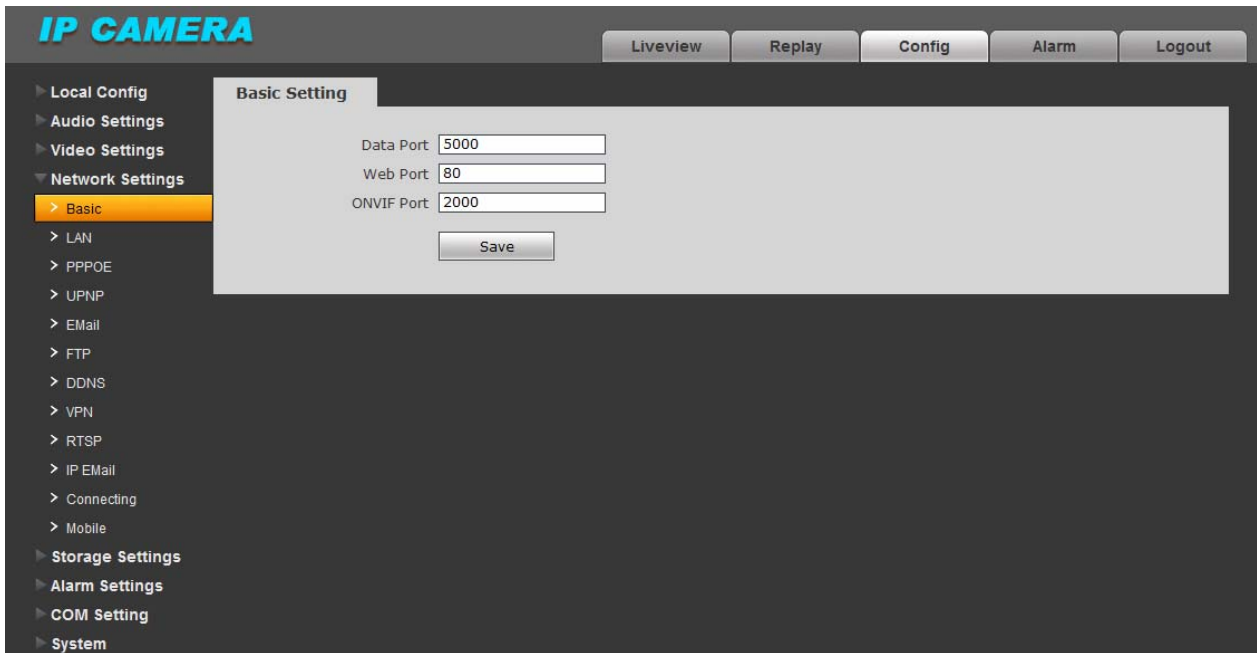 IP CAMERA
Liveview Replay Config Alarm Logout
Local Config
Audio Settings
Video Settings
Network Settings
> Basic
> LAN
> PPPOE
> UPNP
> EMail
> FTP
> DDNS
> VPN
> RTSP
> IP EMail
> Connecting
> Mobile
Storage Settings
Alarm Settings
COM Setting
System
Basic Setting
Data Port 5000
Web Port 80
ONVIF Port 2000
Save